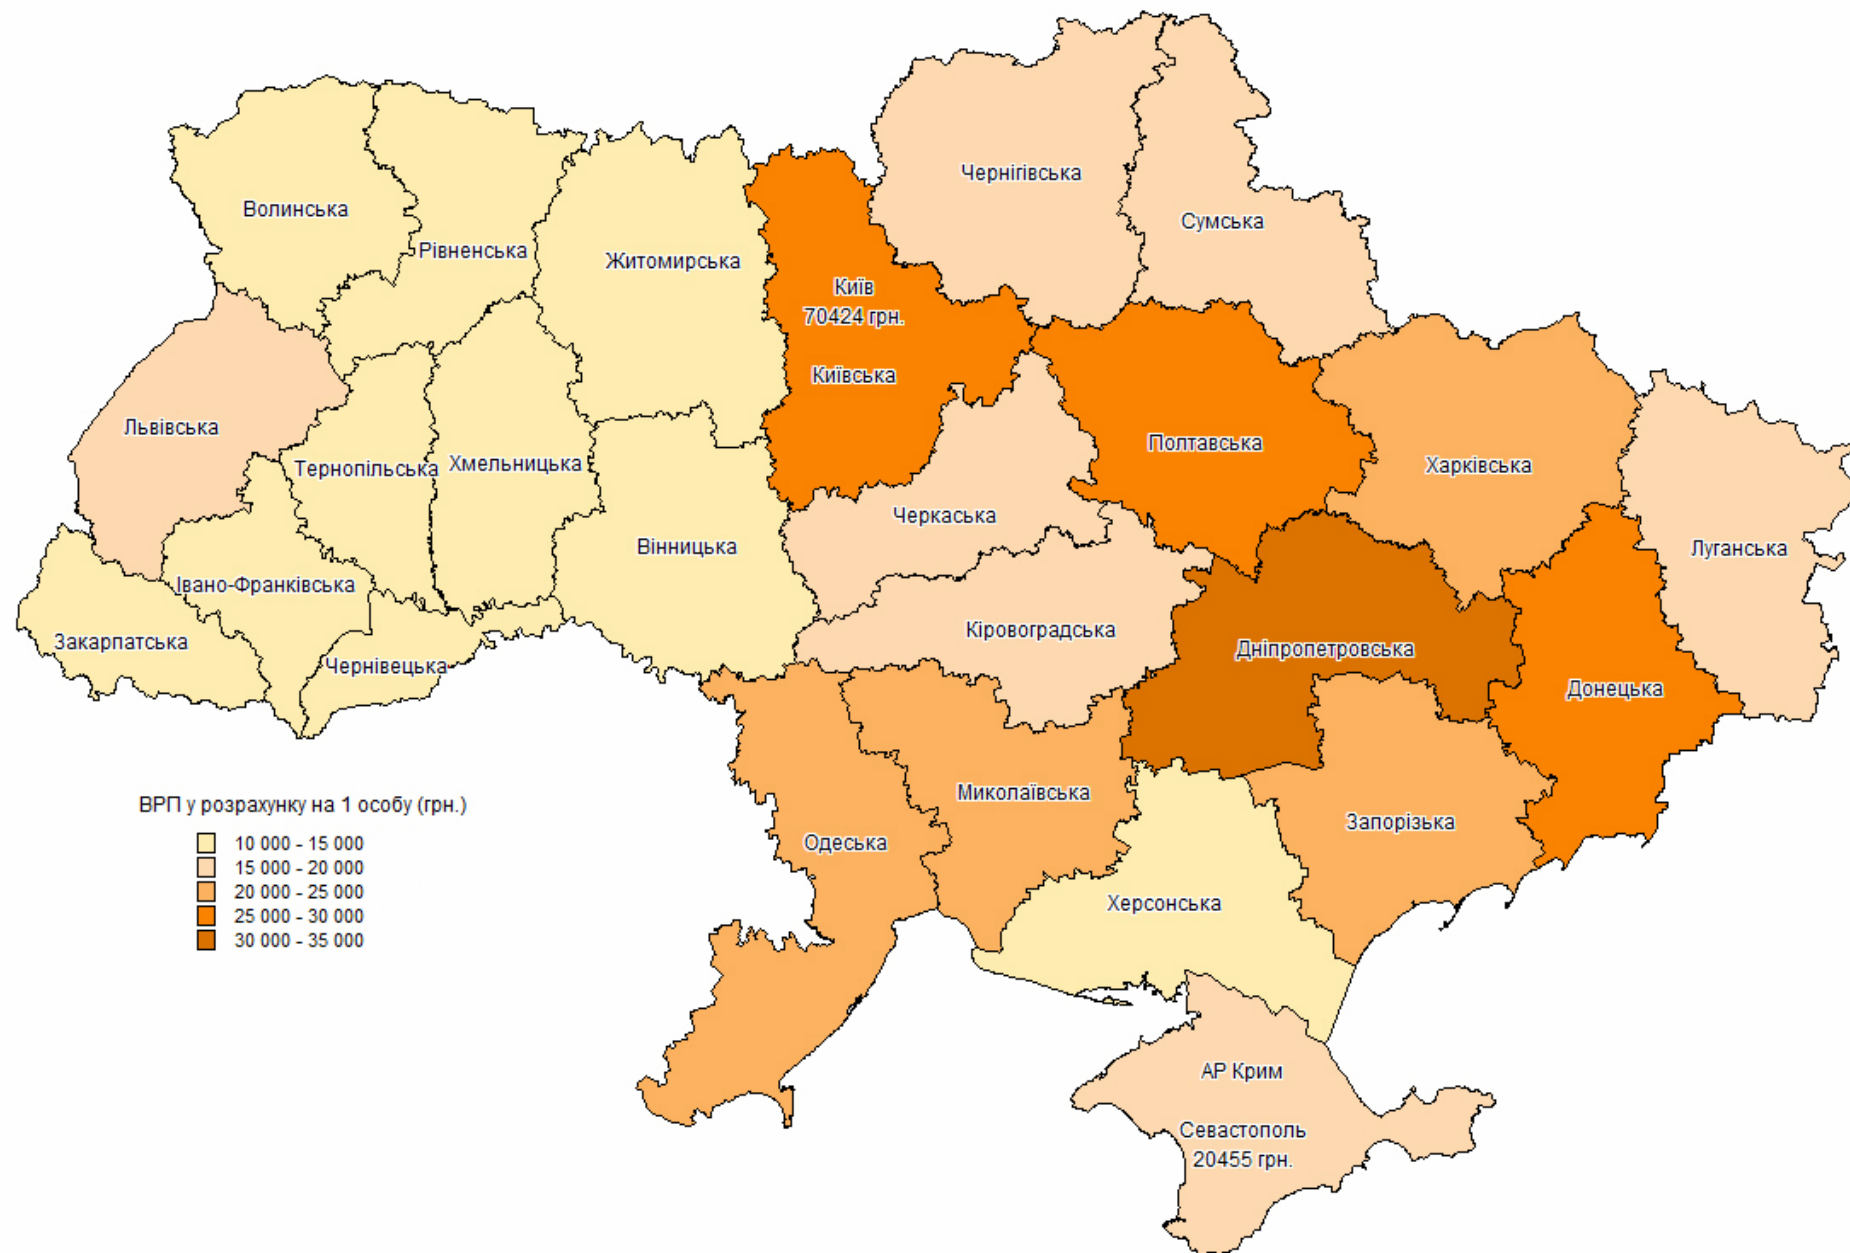 Чернігівська
Сумська
Волинська
Рівненська
Житомирська
Київ
70424 грн.
Київська
Львівська
Полтавська
Тернопільська
Хмельницька
Харківська
Черкаська
Вінницька
Луганська
Івано-Франківська
Кіровоградська
Закарпатська
Чернівецька
Дніпропетровська
Донецька
Миколаївська
Запорізька
Одеська
Херсонська
АР Крим
Севастополь
20455 грн.
ВРП у розрахунку на 1 особу (грн.)
10 000 - 15 000
15 000 - 20 000
20 000 - 25 000
25 000 - 30 000
30 000 - 35 000